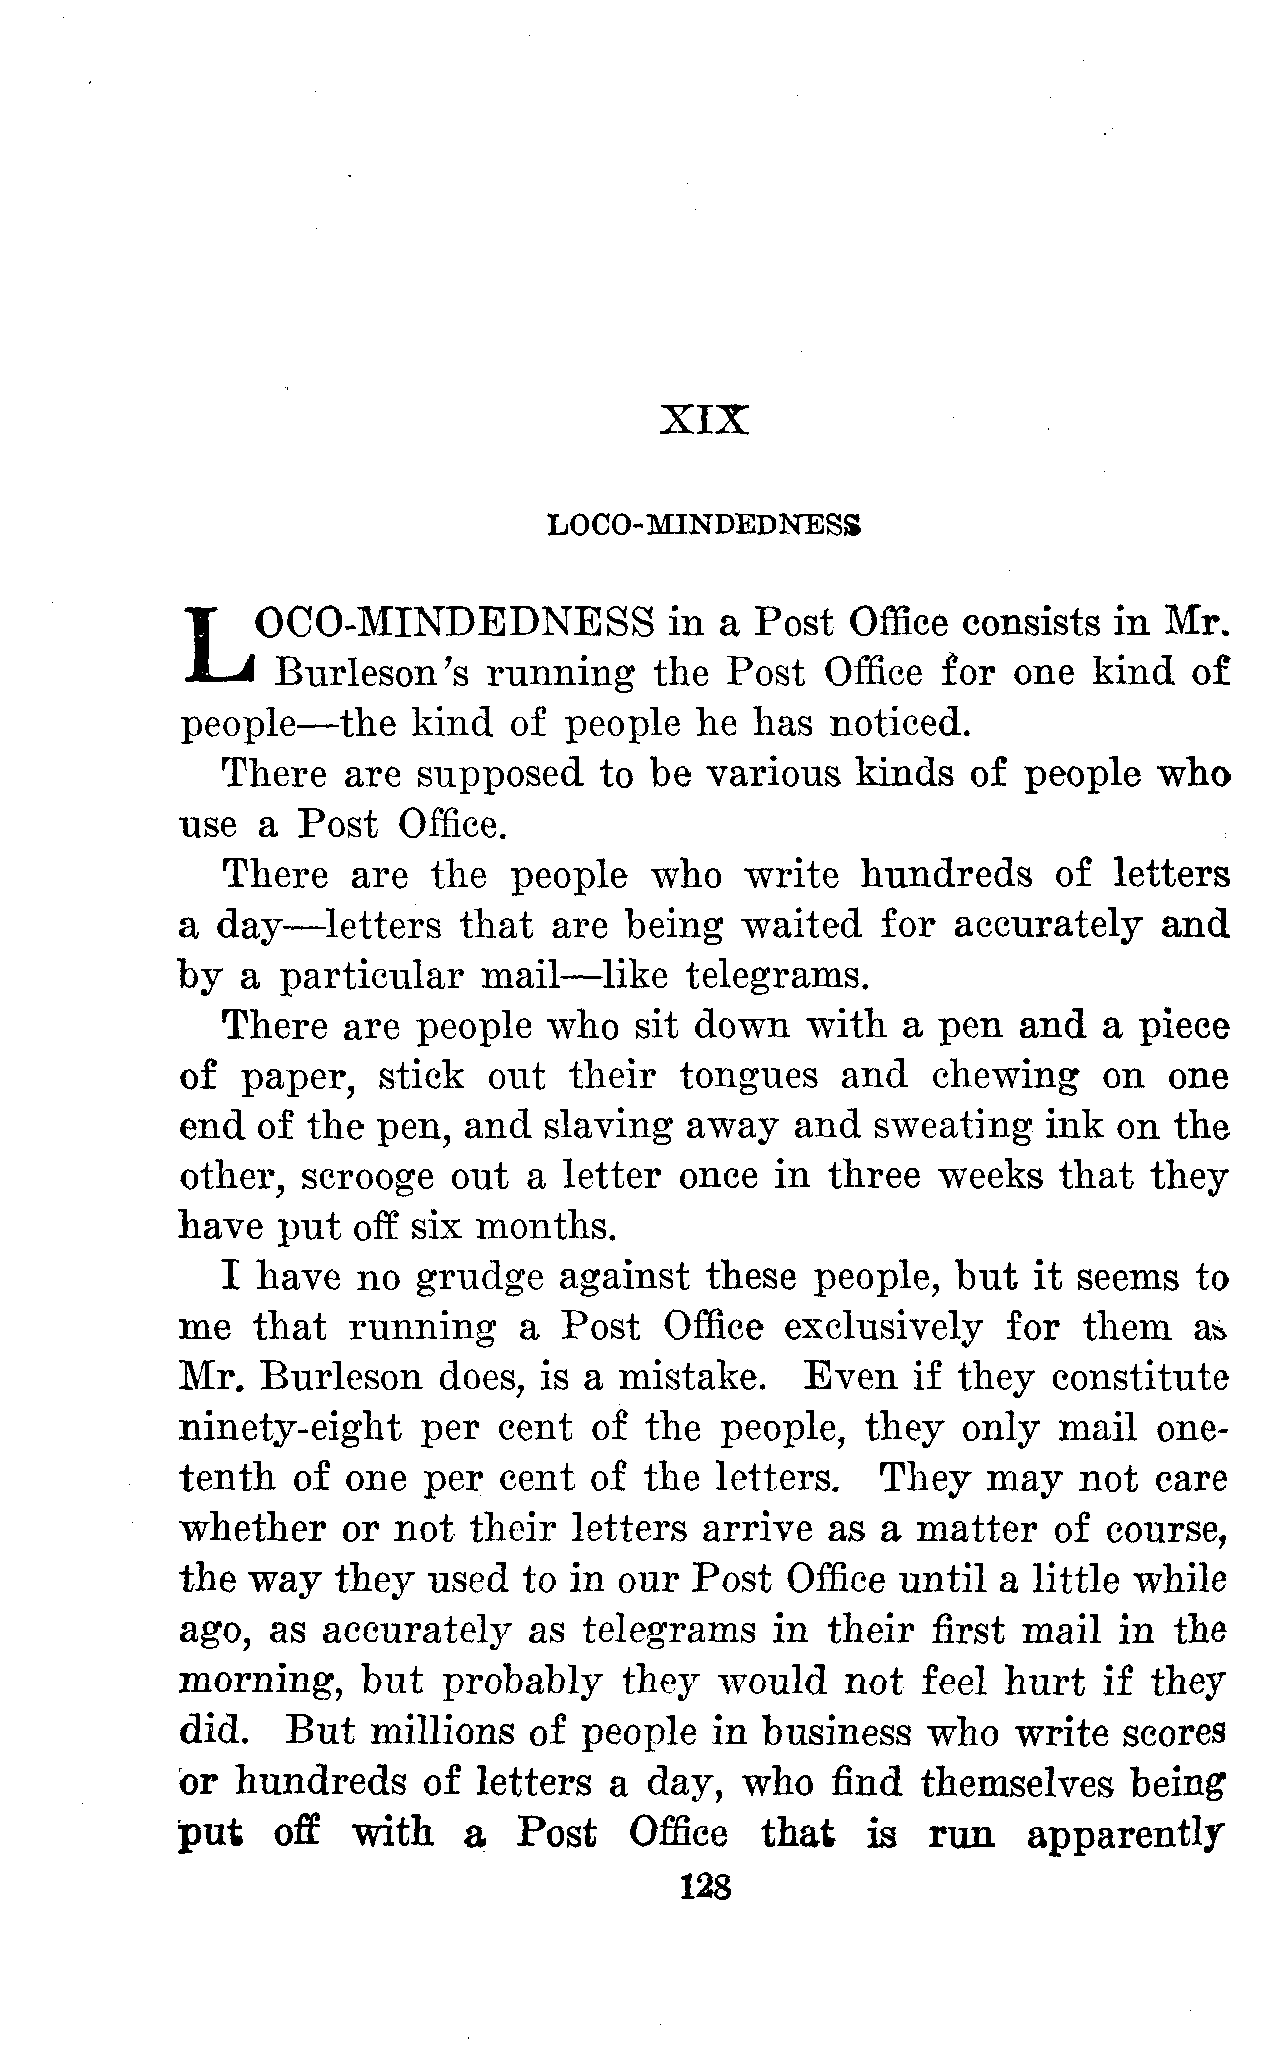 XIX
LOCO-MINDEDNESS
LOCO-MINDEDNESS in a Post Office consists in Mr.
Burleson's running the Post Office for one kind of
people—the kind of people he has noticed.
There are supposed to be various kinds of people who
use a Post Office.
There are the people who write hundreds of letters
a day—letters that are being waited for accurately and
by a particular mail—like telegrams.
There are people who sit down with a pen and a piece
of paper, stick out their tongues and chewing on one
end of the pen, and slaving away and sweating ink on the
other, scrooge out a letter once in three weeks that they
have put off six months.
I have no grudge against these people, but it seems to
me that running a Post Office exclusively for them as
Mr. Burleson does, is a mistake. Even if they constitute
ninety-eight per cent of the people, they only mail one-
tenth of one per cent of the letters. They may not care
whether or not their letters arrive as a matter of course,
the way they used to in our Post Office until a little while
ago, as accurately as telegrams in their first mail in the
morning, but probably they would not feel hurt if they
did. But millions of people in business who write scores
or hundreds of letters a day, who find themselves being
put off with a Post Office that is run apparently
128